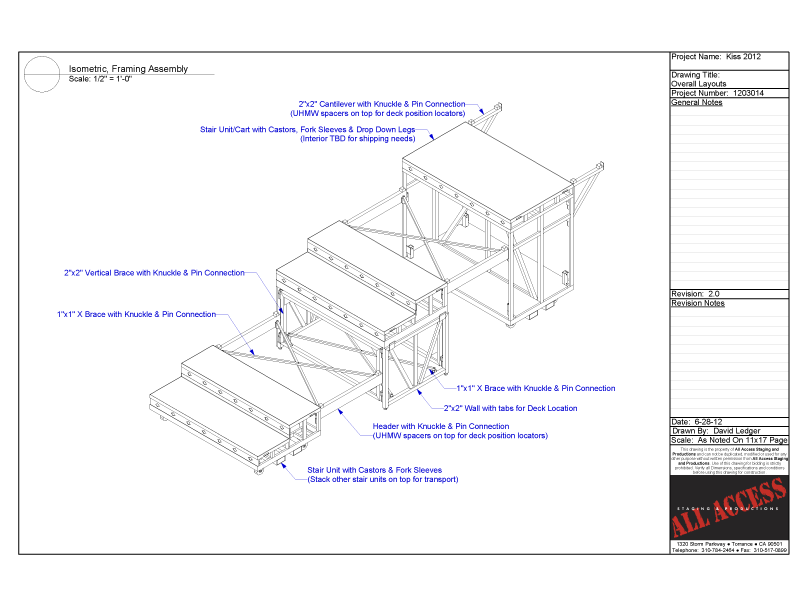 Isometric, Framing Assembly
Scale: 1/2" = 1'-0"
2"x2" Cantilever with Knuckle & Pin Connection
(UHMW spacers on top for deck position locators)
Stair Unit/Cart with Castors, Fork Sleeves & Drop Down Legs
(Interior TBD for shipping needs)
2"x2" Vertical Brace with Knuckle & Pin Connection
1"x1" X Brace with Knuckle & Pin Connection
1"x1" X Brace with Knuckle & Pin Connection
2"x2" Wall with tabs for Deck Location
Header with Knuckle & Pin Connection
(UHMW spacers on top for deck position locators)
Stair Unit with Castors & Fork Sleeves
(Stack other stair units on top for transport)
Project Name: Kiss 2012
Drawing Title:
Overall Layouts
Project Number: 1203014
General Notes
Revision: 2.0
Revision Notes
Date: 6-28-12
Drawn By: David Ledger
Scale: As Noted On 11x17 Page
This drawing is the property of All Access Staging and
Productions and can not be duplicated, modified or used for any
other purpose without written permission from All Access Staging
and Productions. Use of this drawing for bidding is strictly
prohibited. Verify all Dimensions, specifications and conditions
before using this drawing for construction
ALL ACCESS
STAGING & PRODUCTIONS
1320 Storm Parkway ● Torrance ● CA 90501
Telephone: 310-784-2464 ● Fax: 310-517-0899